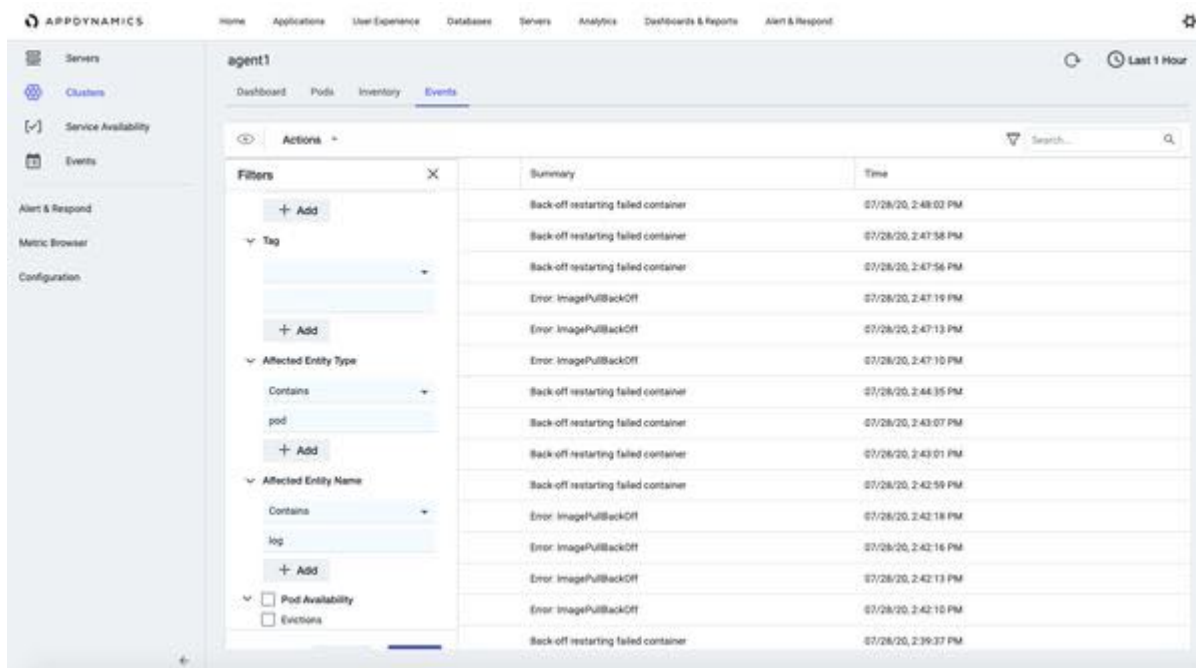 APPDYNAMICS
Home Applications User Experience Databases Servers Analytics Dashboards & Reports Alert & Respond
Servers
Clusters
Service Availability
Events
Alert & Respond
Metric Browser
Configuration
agent1
Last 1 Hour
Dashboard Pods Inventory Events
Actions
Search...
Filters
+ Add
Tag
+ Add
Affected Entity Type
Contains
pod
+ Add
Affected Entity Name
Contains
log
+ Add
Pod Availability
Evictions
Summary Time
Back-off restarting failed container 07/28/20, 2:48:02 PM
Back-off restarting failed container 07/28/20, 2:47:58 PM
Back-off restarting failed container 07/28/20, 2:47:56 PM
Error: ImagePullBackOff 07/28/20, 2:47:19 PM
Error: ImagePullBackOff 07/28/20, 2:47:13 PM
Error: ImagePullBackOff 07/28/20, 2:47:10 PM
Back-off restarting failed container 07/28/20, 2:44:35 PM
Back-off restarting failed container 07/28/20, 2:43:07 PM
Back-off restarting failed container 07/28/20, 2:43:01 PM
Back-off restarting failed container 07/28/20, 2:42:59 PM
Error: ImagePullBackOff 07/28/20, 2:42:18 PM
Error: ImagePullBackOff 07/28/20, 2:42:16 PM
Error: ImagePullBackOff 07/28/20, 2:42:13 PM
Error: ImagePullBackOff 07/28/20, 2:42:10 PM
Back-off restarting failed container 07/28/20, 2:39:37 PM